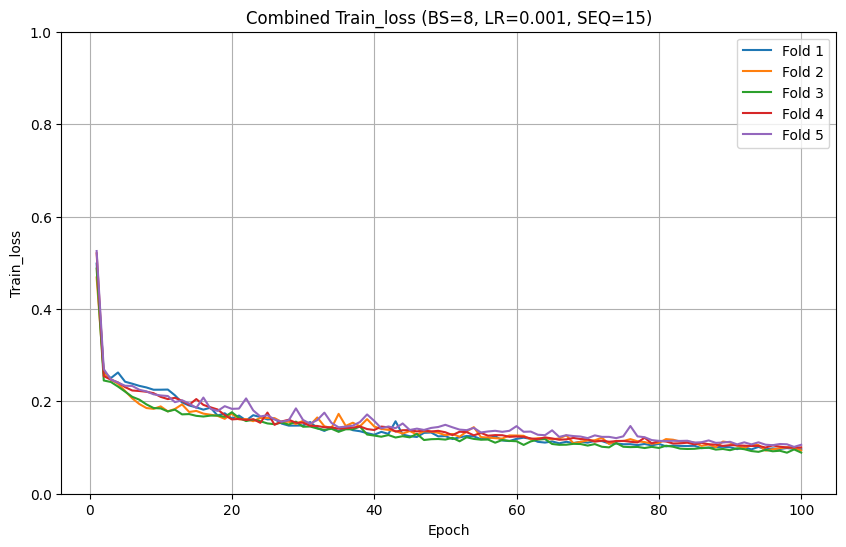 Combined Train_loss (BS=8, LR=0.001, SEQ=15)
1.0
0.8
0.6
0.4
0.2
0.0
Train_loss
0 20 40 60 80 100
Epoch
Fold 1
Fold 2
Fold 3
Fold 4
Fold 5